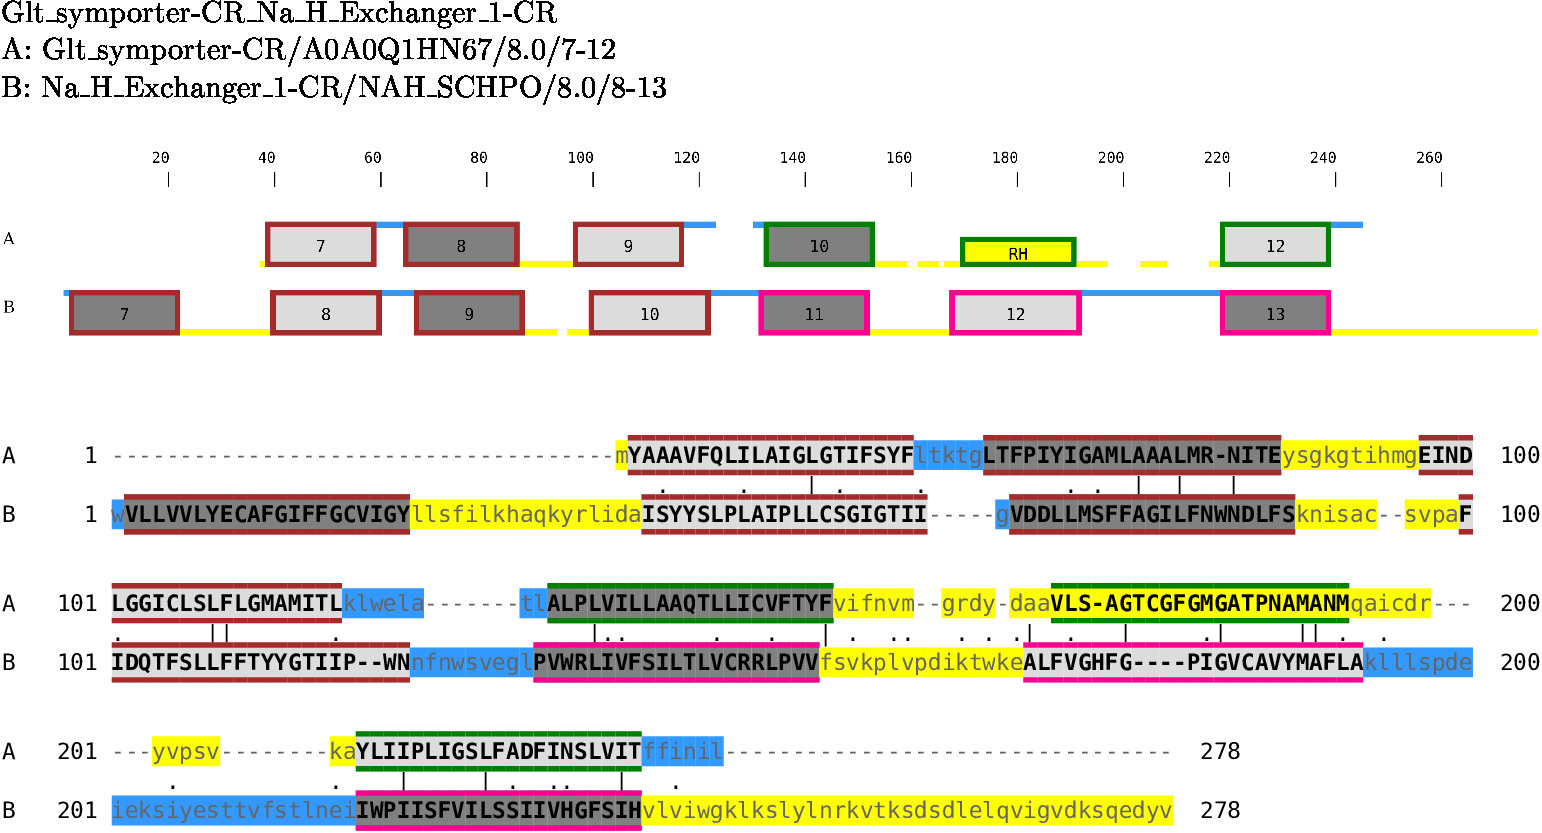 Glt_symporter-CR_Na_H_Exchanger_1-CR
A: Glt_symporter-CR/A0A0Q1HN67/8.0/7-12
B: Na_H_Exchanger_1-CR/NAH_SCHPO/8.0/8-13
20 40 60 80 100 120 140 160 180 200 220 240 260
A 7 8 9 10 RH 12
B 7 8 9 10 11 12 13
A 1 -------------------------------------mYAAAVFQLILAIGLGTIFSYFltktgLTFPIYIGAMLAAALMR-NITEysgkgtihmgEIND 100
B 1 wVLLVVLYECAFGIFFGCVIGYllsfilkhaqkyrlidaISYYSLPLAIPLLCSGIGTII-----gVDDLLMSFFAGILFNWNDLFSknisac--svpaF 100
A 101 LGGICLSLFLGMAMITLklwela-------tlALPLVILLAAQTLLICVFTYFvifnvm--grdy-daaVLS-AGTCGFGMGATPNAMANMqaicdr--- 200
B 101 IDQTFSLLFFTYYGTIIP--WNnfnwsveglPVWRLIVFSILTLVCRRLPVVfsvkplvpdiktwkeALFVGHFG----PIGVCAVYMAFLAklllspde 200
A 201 ---yvpsv--------kaYLIIPLIGSLFADFINSLVITffinil--------------------------------- 278
B 201 ieksiyesttvfstlneiIWPIISFVILSSIIVHGFSIHvlviwgklkslylnrkvtksdsdlelqvigvdksqedyv 278